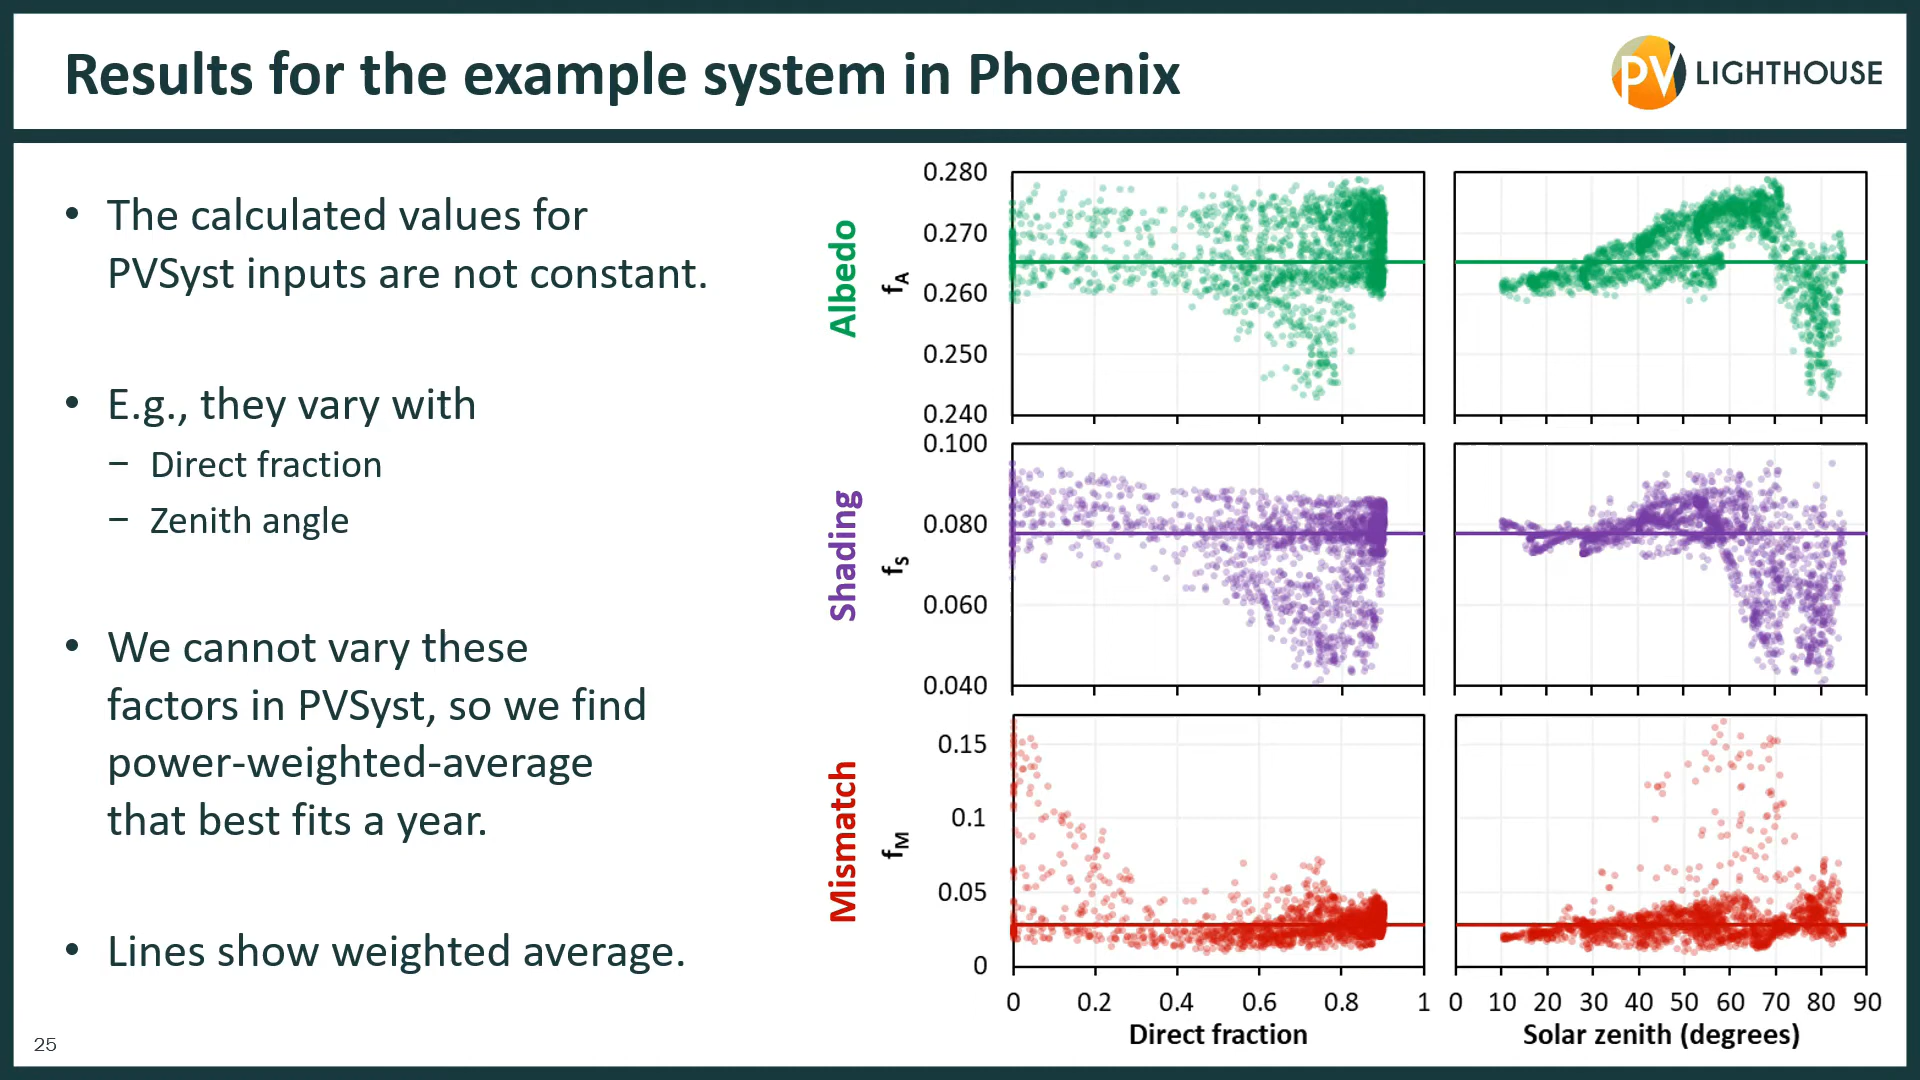 Results for the example system in Phoenix
PV LIGHTHOUSE
• The calculated values for
PVSyst inputs are not constant.
• E.g., they vary with
– Direct fraction
– Zenith angle
• We cannot vary these
factors in PVSyst, so we find
power-weighted-average
that best fits a year.
• Lines show weighted average.
25
Albedo
fA
0.280
0.270
0.260
0.250
0.240
Shading
fS
0.100
0.080
0.060
0.040
Mismatch
fM
0.15
0.1
0.05
0
0 0.2 0.4 0.6 0.8 1
Direct fraction
0 10 20 30 40 50 60 70 80 90
Solar zenith (degrees)